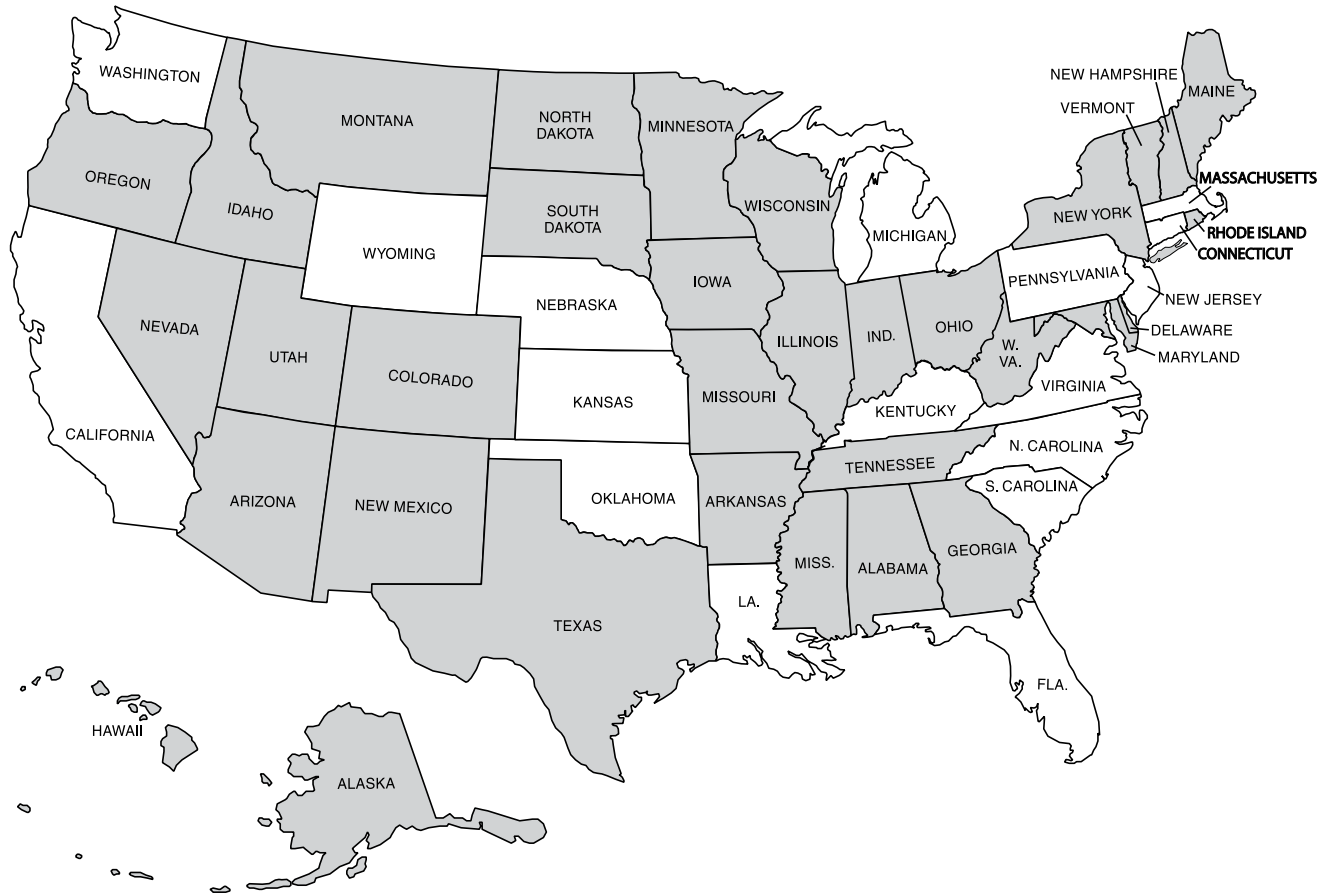 WASHINGTON
MONTANA
NORTH
DAKOTA
MINNESOTA
NEW HAMPSHIRE
VERMONT
MAINE
OREGON
IDAHO
SOUTH
DAKOTA
WISCONSIN
MICHIGAN
NEW YORK
MASSACHUSETTS
RHODE ISLAND
CONNECTICUT
WYOMING
IOWA
PENNSYLVANIA
NEW JERSEY
NEBRASKA
NEVADA
UTAH
COLORADO
ILLINOIS
IND.
OHIO
W.
VA.
DELAWARE
MARYLAND
VIRGINIA
KANSAS
MISSOURI
KENTUCKY
CALIFORNIA
N. CAROLINA
TENNESSEE
S. CAROLINA
ARIZONA
NEW MEXICO
OKLAHOMA
ARKANSAS
MISS.
ALABAMA
GEORGIA
LA.
TEXAS
FLA.
HAWAII
ALASKA